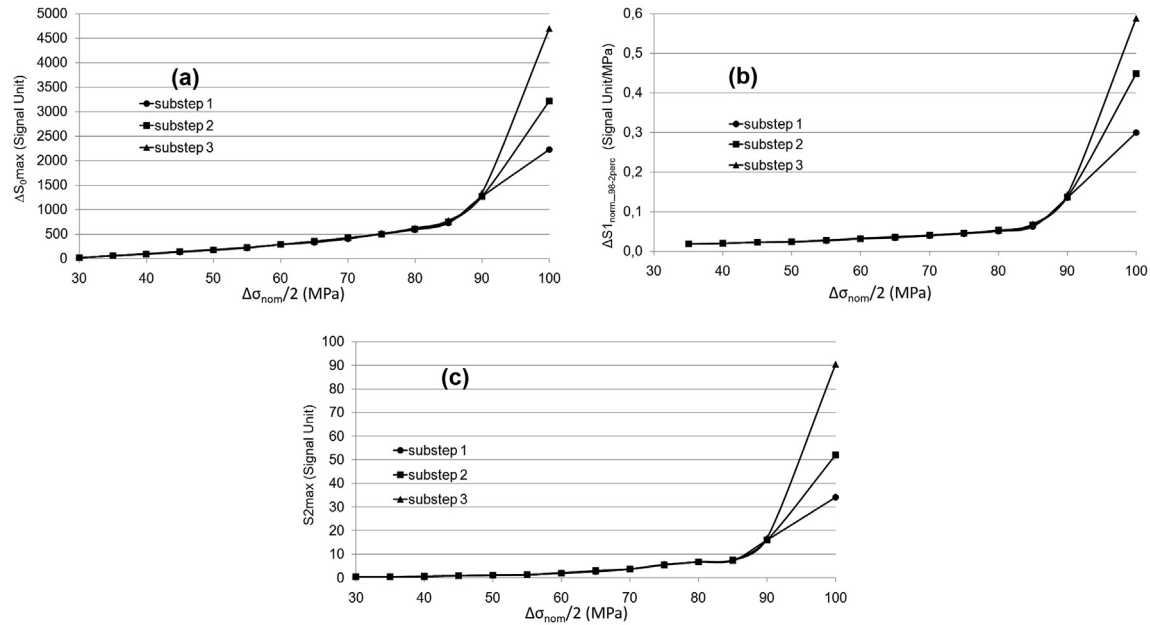 5000
4500
4000
3500
3000
2500
2000
1500
1000
500
0
ΔS₀max (Signal Unit)
(a)
substep 1
substep 2
substep 3
30 40 50 60 70 80 90 100
Δσnom/2 (MPa)
0,6
0,5
0,4
0,3
0,2
0,1
0,0
ΔS1norm_98-2perc (Signal Unit/MPa)
(b)
substep 1
substep 2
substep 3
30 40 50 60 70 80 90 100
Δσnom/2 (MPa)
100
90
80
70
60
50
40
30
20
10
0
S2max (Signal Unit)
(c)
substep 1
substep 2
substep 3
30 40 50 60 70 80 90 100
Δσnom/2 (MPa)